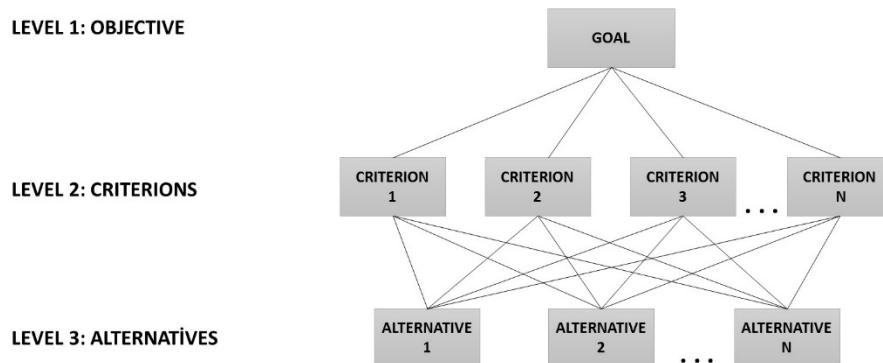 LEVEL 1: OBJECTIVE
GOAL
LEVEL 2: CRITERIONS
CRITERION
1
CRITERION
2
CRITERION
3
...
CRITERION
N
LEVEL 3: ALTERNATİVES
ALTERNATIVE
1
ALTERNATIVE
2
...
ALTERNATIVE
N